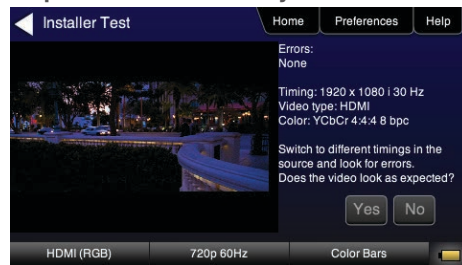 Installer Test
Home
Preferences
Help
Errors:
None
Timing: 1920 x 1080 i 30 Hz
Video type: HDMI
Color: YCbCr 4:4:4 8 bpc
Switch to different timings in the
source and look for errors.
Does the video look as expected?
Yes
No
HDMI (RGB)
720p 60Hz
Color Bars